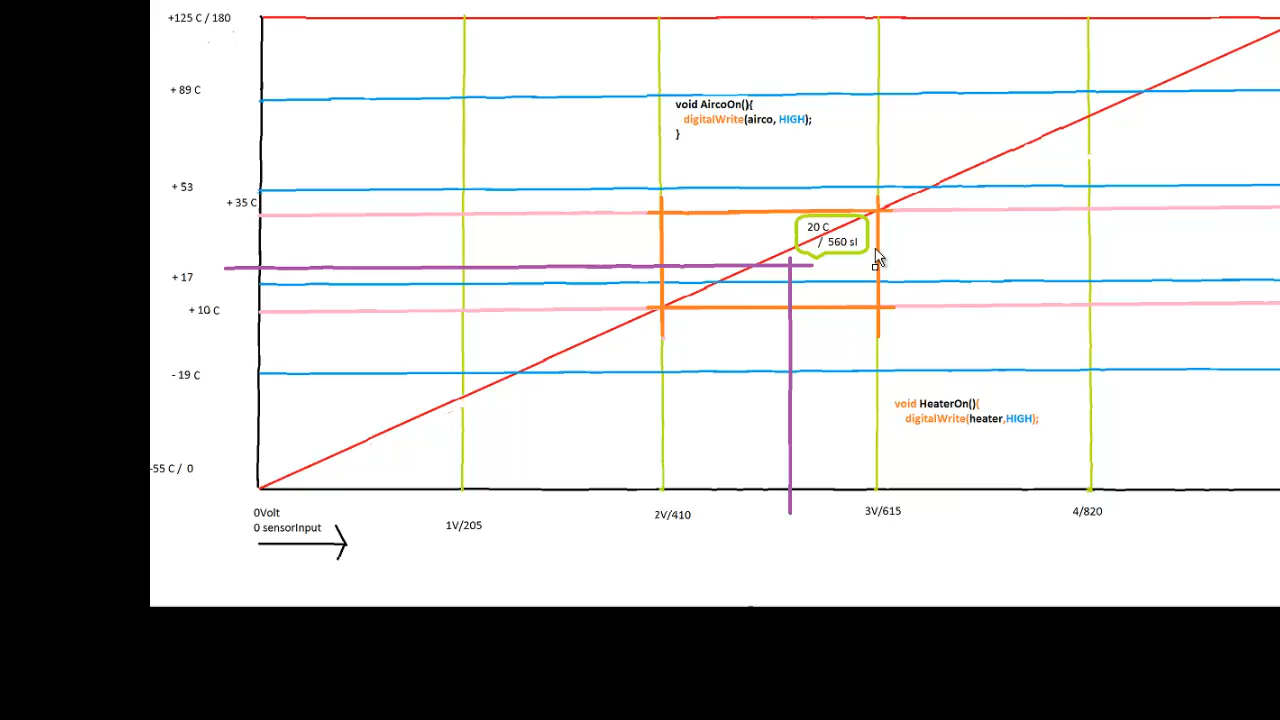 +125 C / 180
+ 89 C
void AircoOn(){
digitalWrite(airco, HIGH);
}
+ 53
+ 35 C
20 C
/ 560 sl
+ 17
+ 10 C
- 19 C
void HeaterOn(){
digitalWrite(heater,HIGH);
-55 C / 0
0Volt
0 sensorInput
1V/205
2V/410
3V/615
4/820